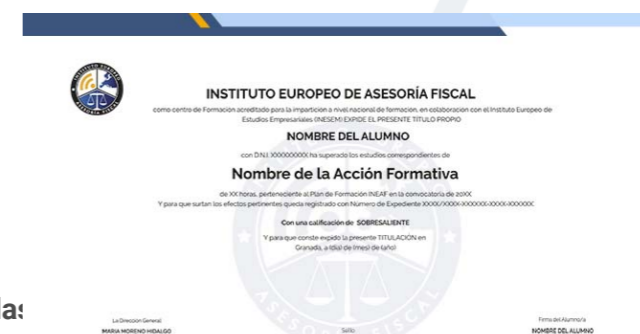 INSTITUTO EUROPEO DE ASESORÍA FISCAL
como centro de Formación acreditado para la impartición a nivel nacional de formación, en colaboración con el Instituto Europeo de
Estudios Empresariales (INESEM) EXPIDE EL PRESENTE TITULO PROPIO
NOMBRE DEL ALUMNO
con D.N.I. XXXXXXXXX ha superado los estudios correspondientes de
Nombre de la Acción Formativa
de XX horas, perteneciente al Plan de Formación INEAF en la convocatoria de 20XX
Y para que surtan los efectos pertinentes queda registrado con Número de Expediente XXXX/XXXX-XXXXXX-XXXX-XXXXXX
Con una calificación de SOBRESALIENTE
Y para que conste expido la presente TITULACIÓN en
Granada, a (día) de (mes) de (año)
La Dirección General
MARIA MORENO HIDALGO
Sello
Firma del Alumno/a
NOMBRE DEL ALUMNO